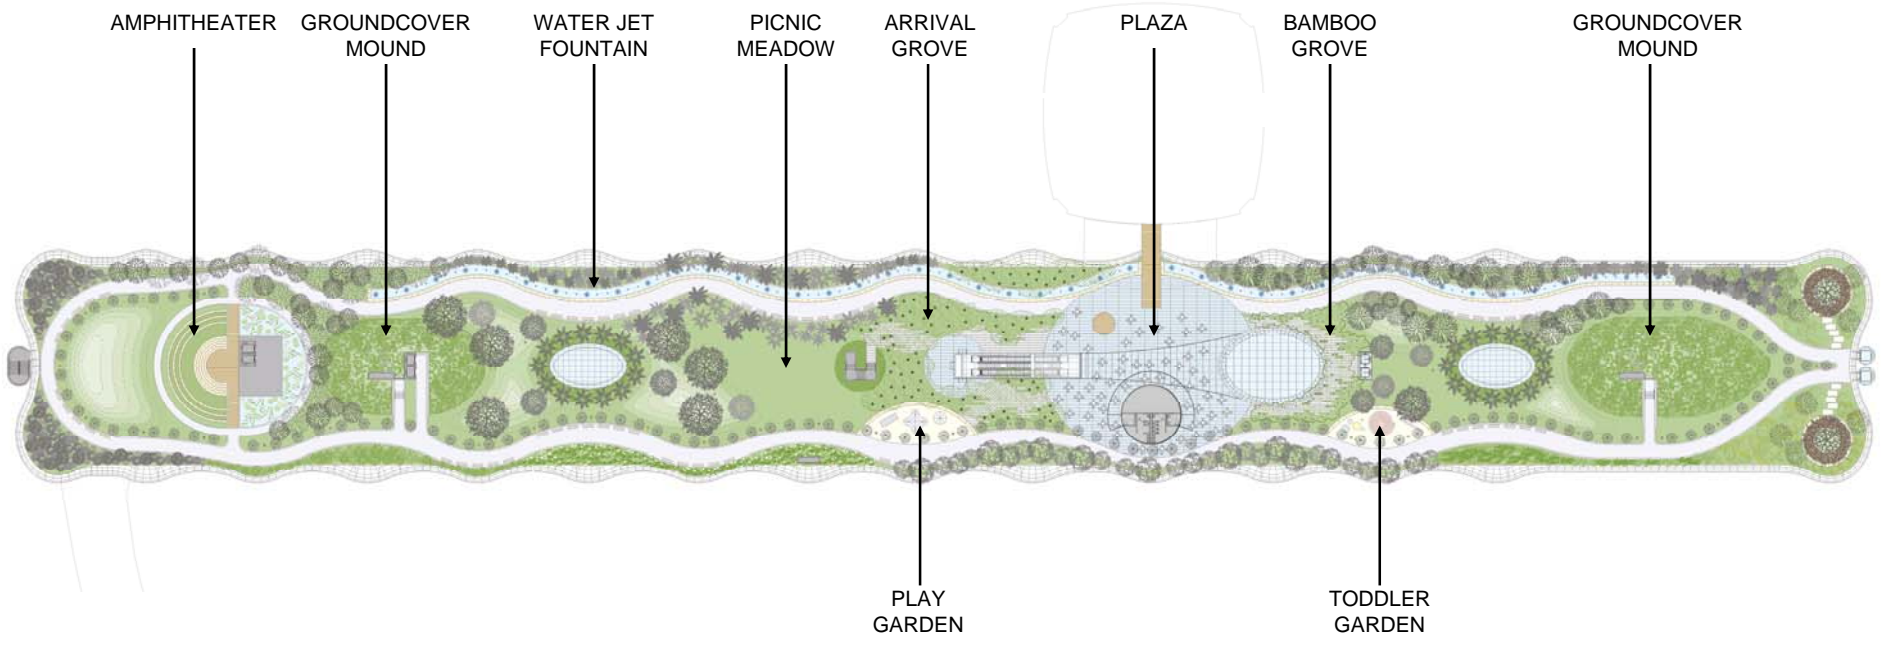 AMPHITHEATER
GROUNDCOVER
MOUND
WATER JET
FOUNTAIN
PICNIC
MEADOW
ARRIVAL
GROVE
PLAZA
BAMBOO
GROVE
GROUNDCOVER
MOUND
PLAY
GARDEN
TODDLER
GARDEN